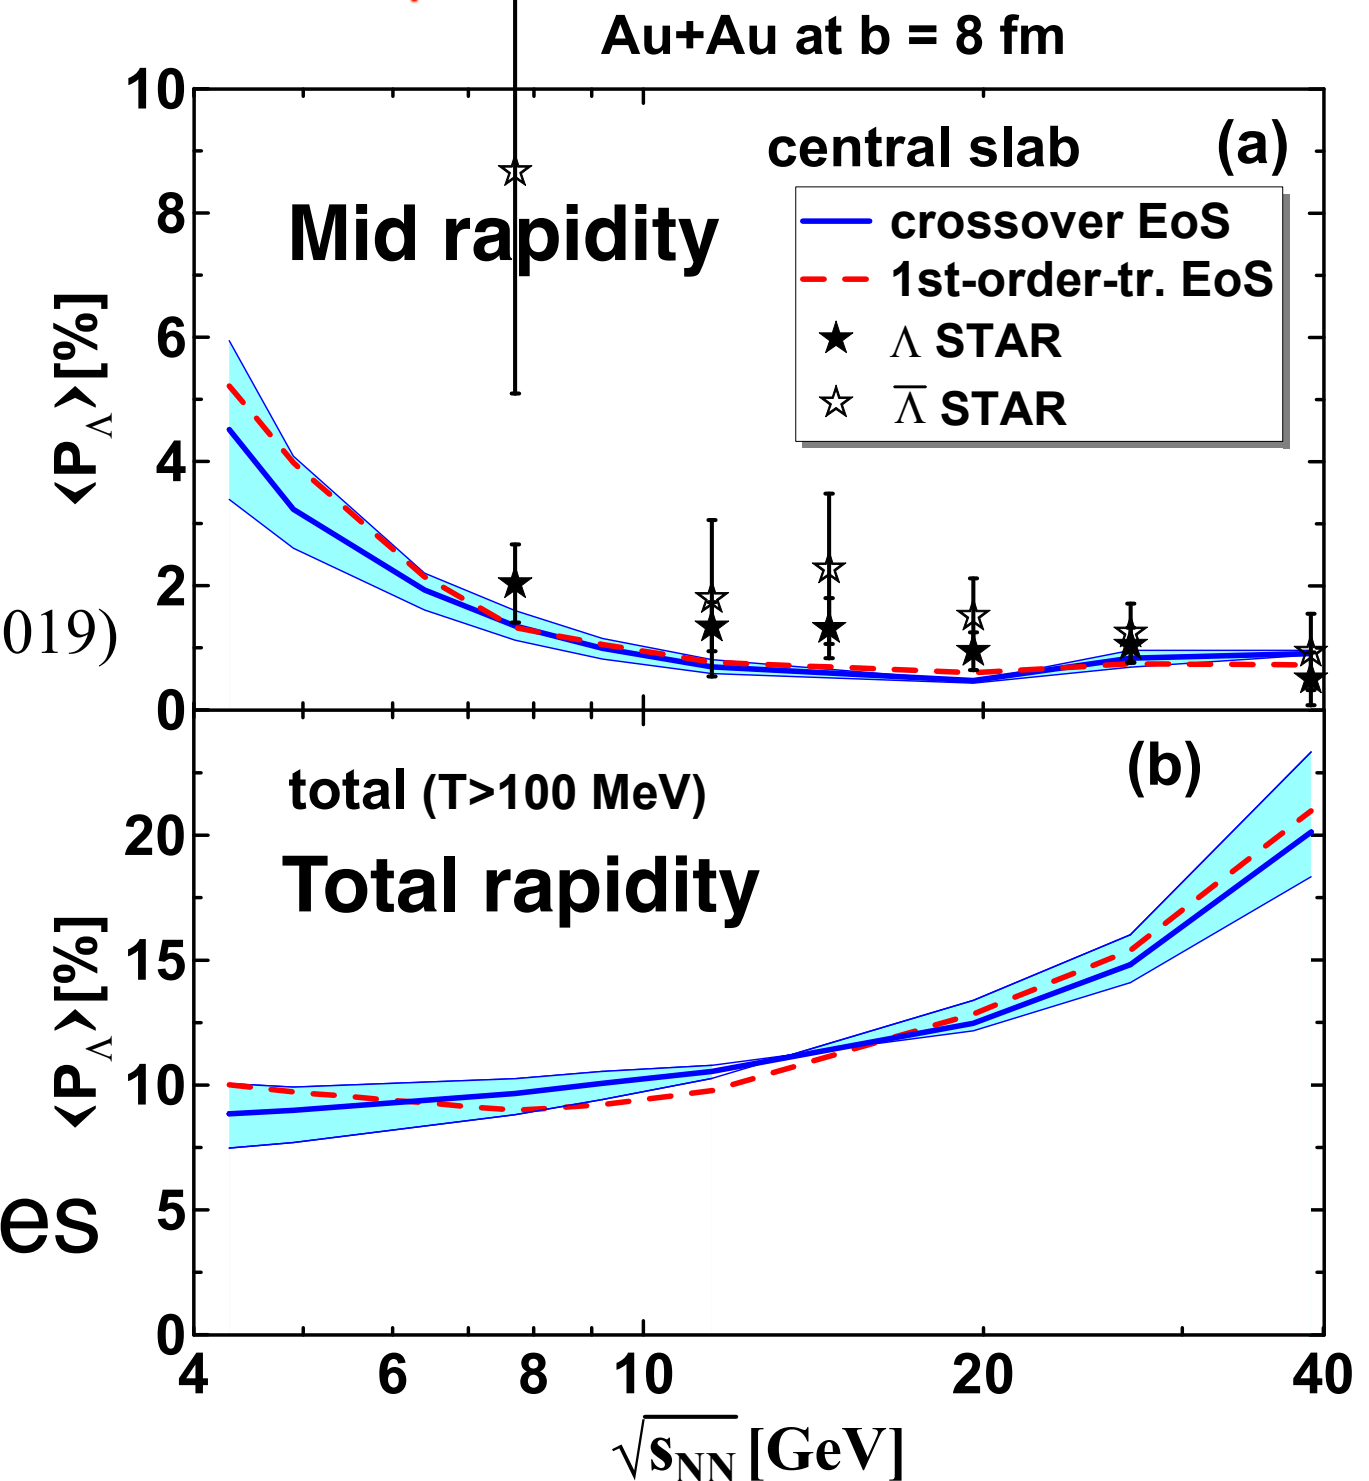 Au+Au at b = 8 fm
10
8
6
4
2
0
central slab
(a)
Mid rapidity
crossover EoS
1st-order-tr. EoS
Λ STAR
Λ̅ STAR
<P_Λ>[%]
019)
total (T>100 MeV)
(b)
Total rapidity
20
15
10
5
0
<P_Λ>[%]
es
4 6 8 10 20 40
√s_NN [GeV]